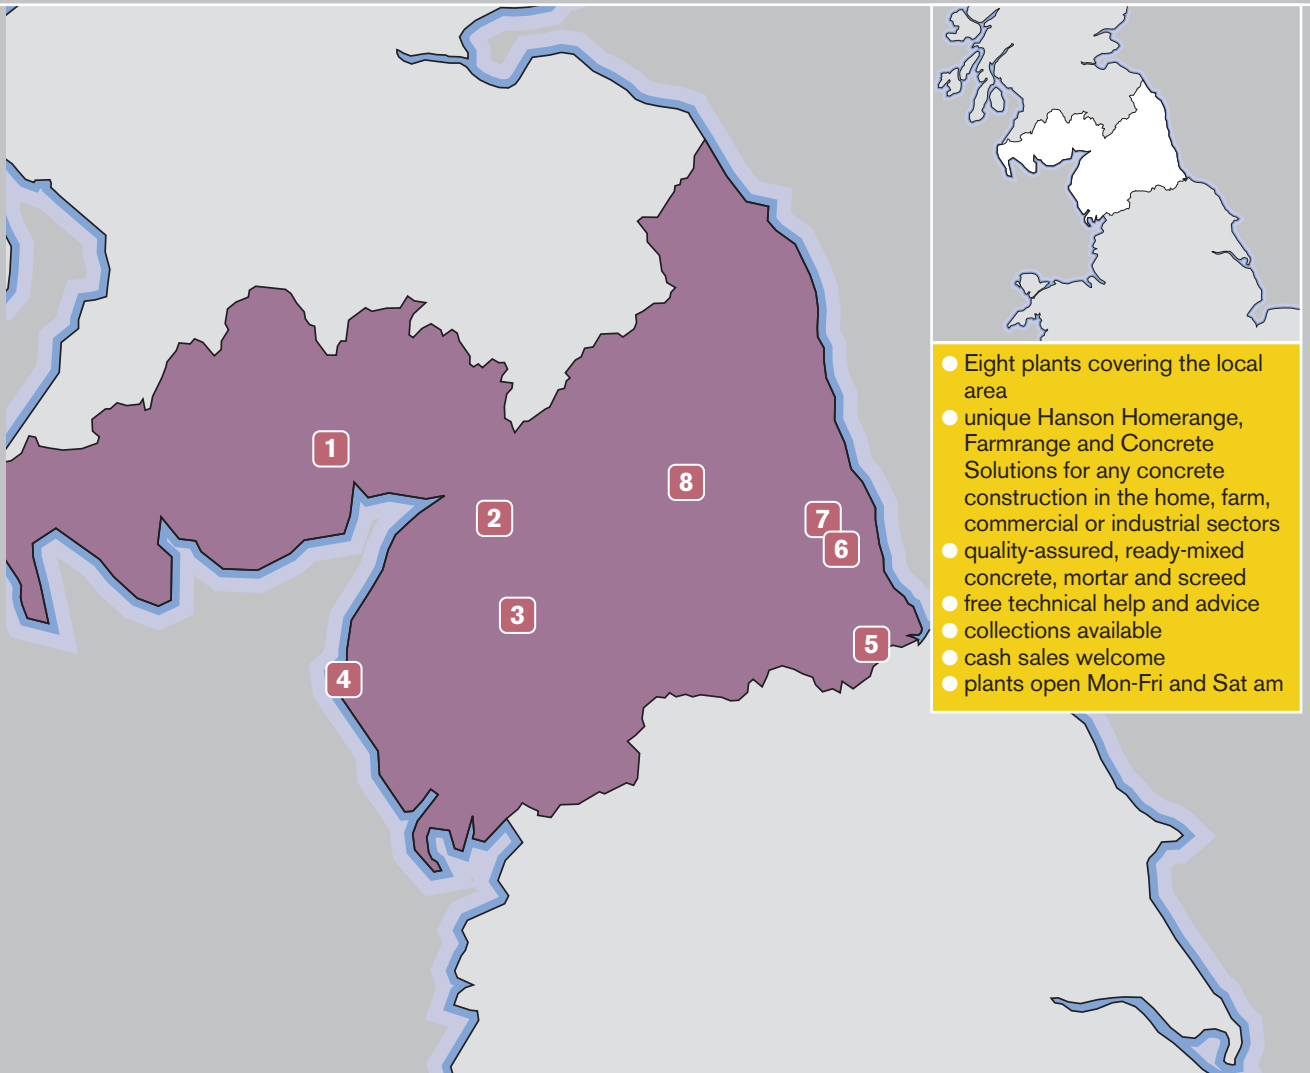 1
2
3
4
5
6
7
8
Eight plants covering the local
area
unique Hanson Homerange,
Farmrange and Concrete
Solutions for any concrete
construction in the home, farm,
commercial or industrial sectors
quality-assured, ready-mixed
concrete, mortar and screed
free technical help and advice
collections available
cash sales welcome
plants open Mon-Fri and Sat am